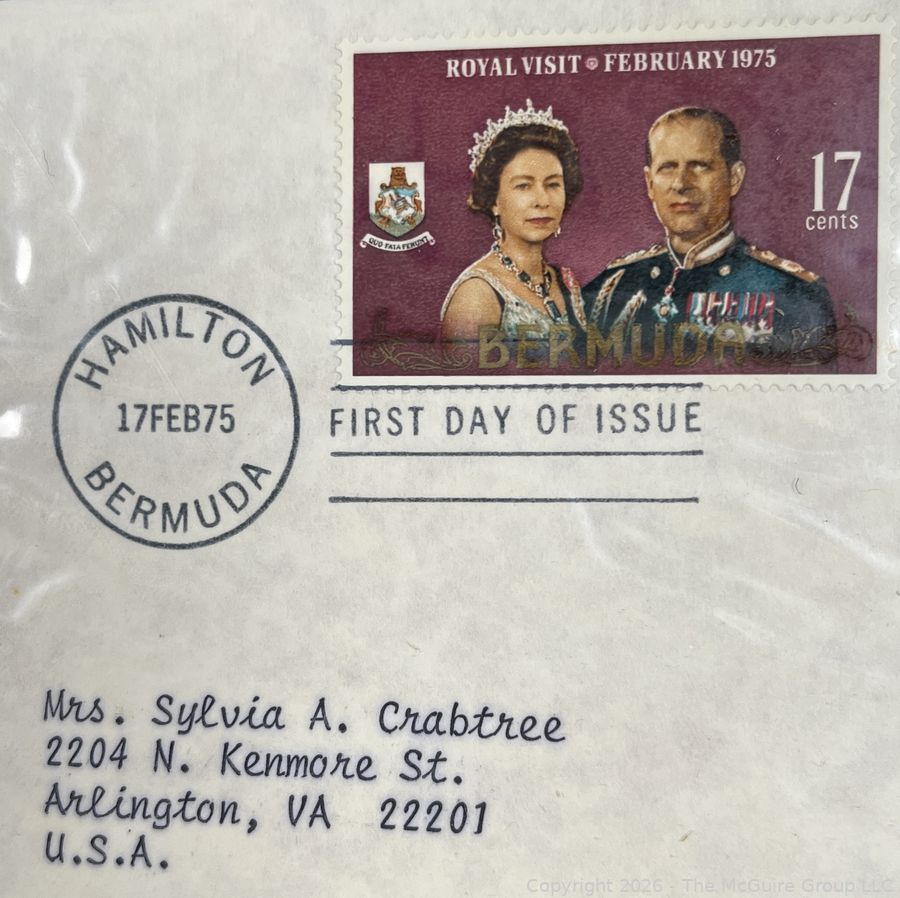 ROYAL VISIT FEBRUARY 1975
17
cents
QUO FATA FERUNT
BERMUDA
HAMILTON
17FEB75
BERMUDA
FIRST DAY OF ISSUE
Mrs. Sylvia A. Crabtree
2204 N. Kenmore St.
Arlington, VA 22201
U.S.A.
Copyright 2026 - The McGuire Group LLC